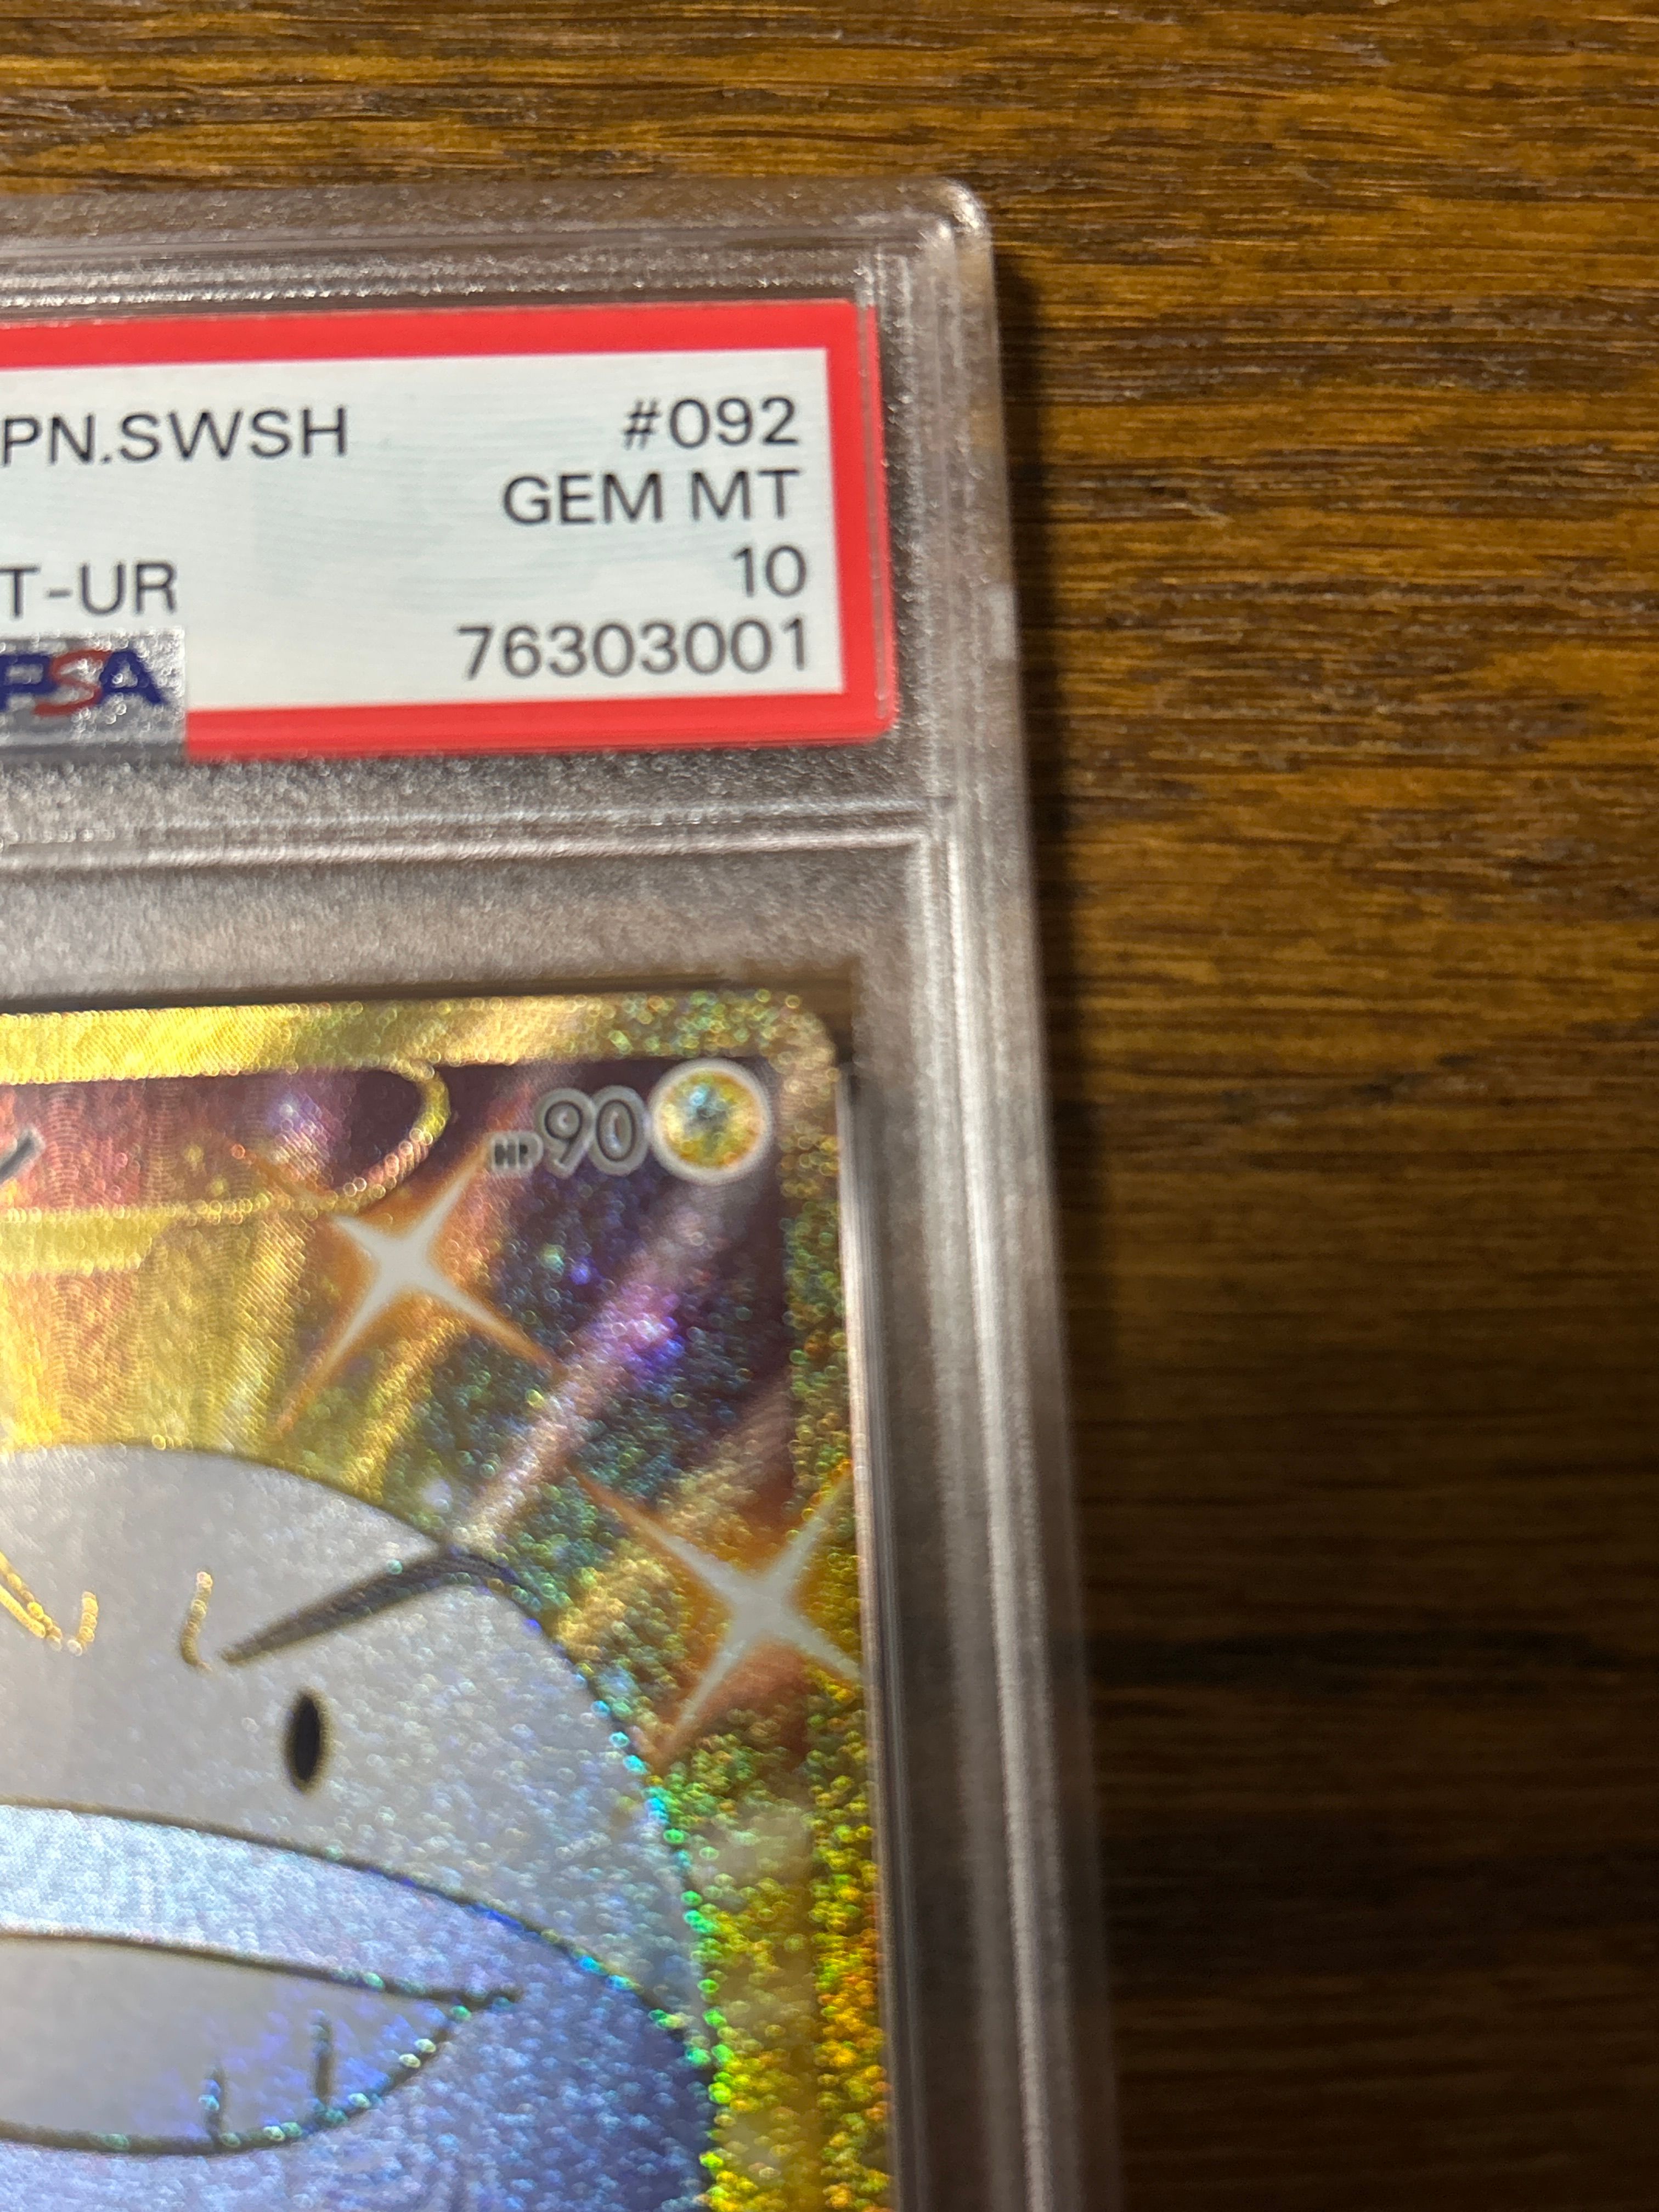 PN.SWSH #092
GEM MT
T-UR 10
PSA 76303001
HP90